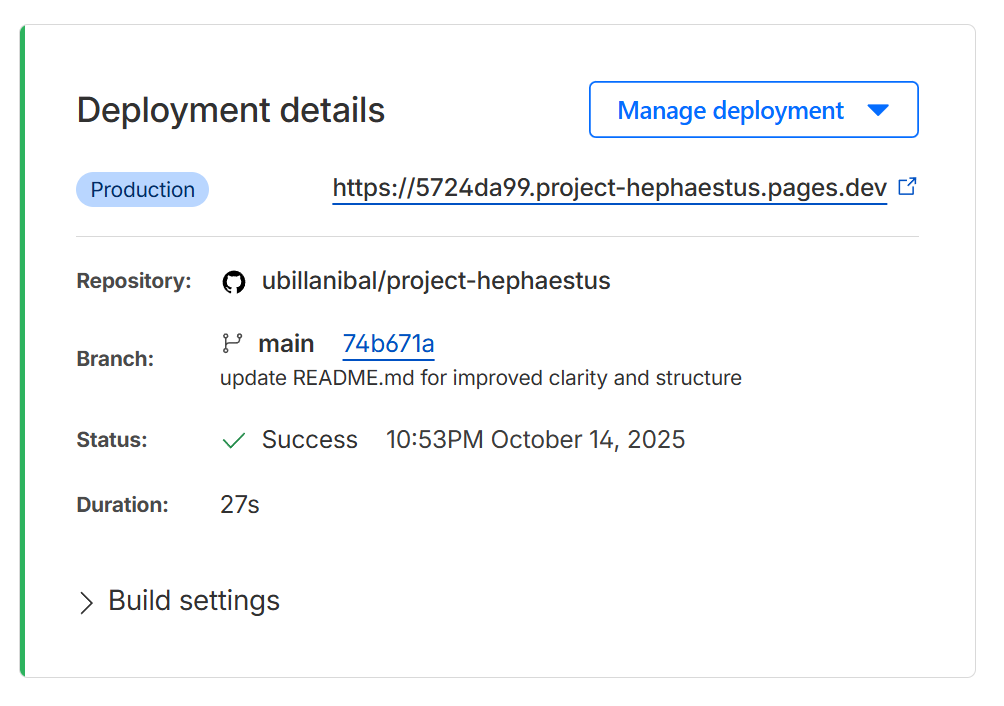 Deployment details
Manage deployment
Production
https://5724da99.project-hephaestus.pages.dev
Repository: ubillanibal/project-hephaestus
Branch: main 74b671a
update README.md for improved clarity and structure
Status: Success 10:53PM October 14, 2025
Duration: 27s
Build settings